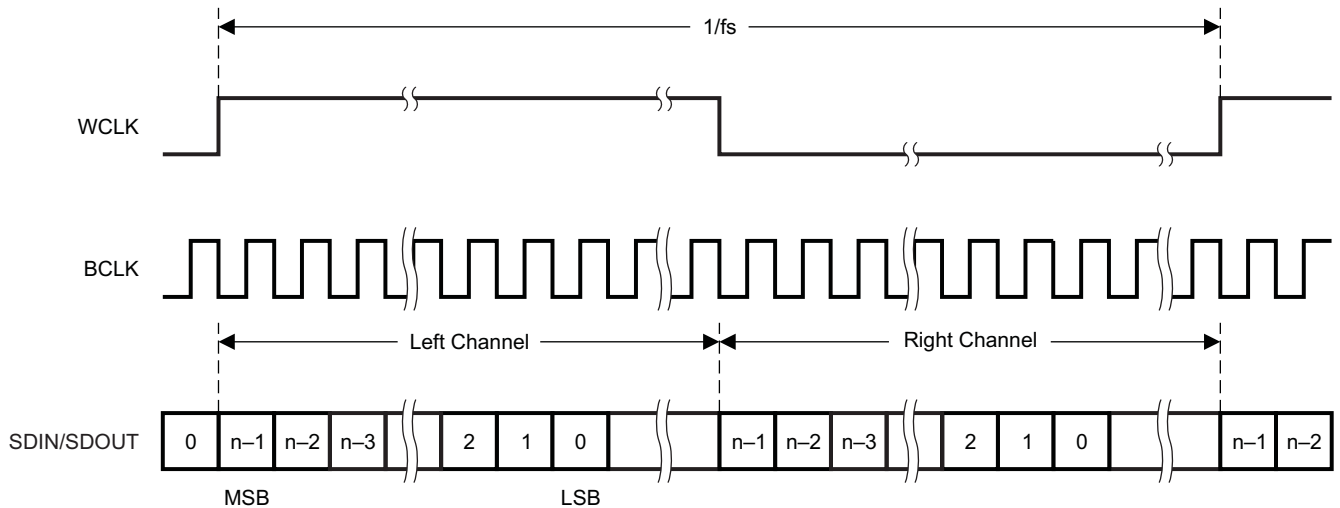 1/fs
WCLK
BCLK
Left Channel
Right Channel
SDIN/SDOUT 0 n–1 n–2 n–3 2 1 0 n–1 n–2 n–3 2 1 0 n–1 n–2
MSB LSB